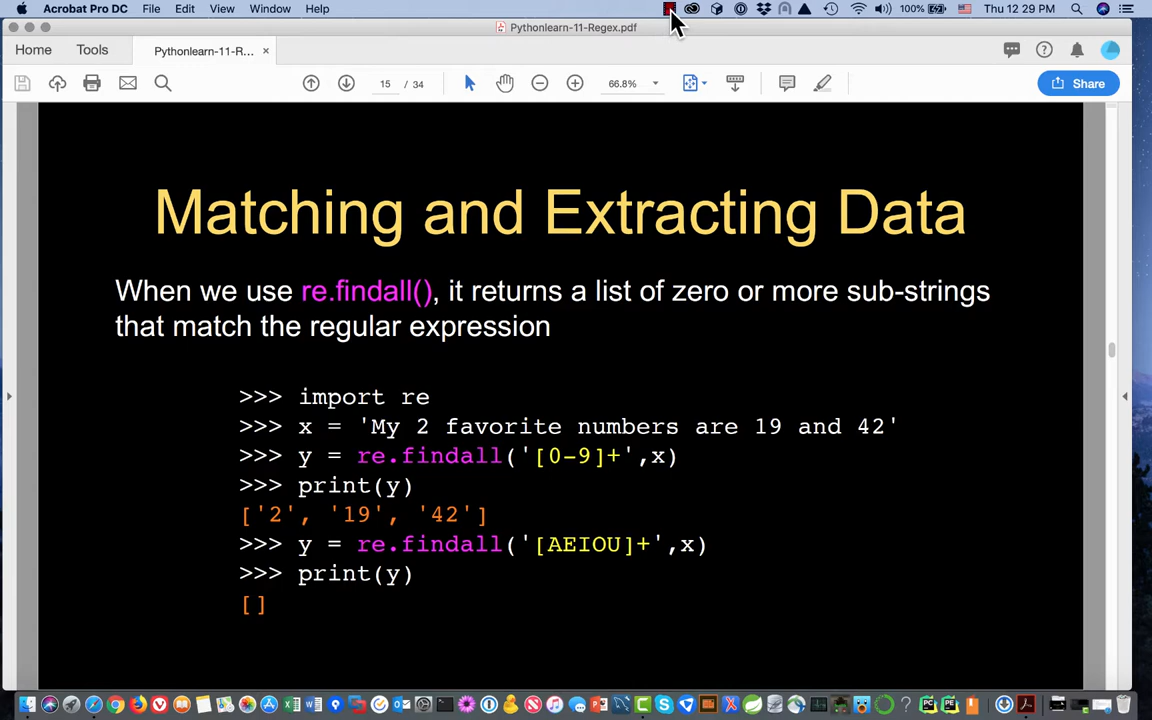 Acrobat Pro DC File Edit View Window Help 100% Thu 12 29 PM
Pythonlearn-11-Regex.pdf
Home Tools Pythonlearn-11-R... ×
15 / 34 66.8% Share
Matching and Extracting Data
When we use re.findall(), it returns a list of zero or more sub-strings
that match the regular expression
>>> import re
>>> x = 'My 2 favorite numbers are 19 and 42'
>>> y = re.findall('[0-9]+',x)
>>> print(y)
['2', '19', '42']
>>> y = re.findall('[AEIOU]+',x)
>>> print(y)
[]